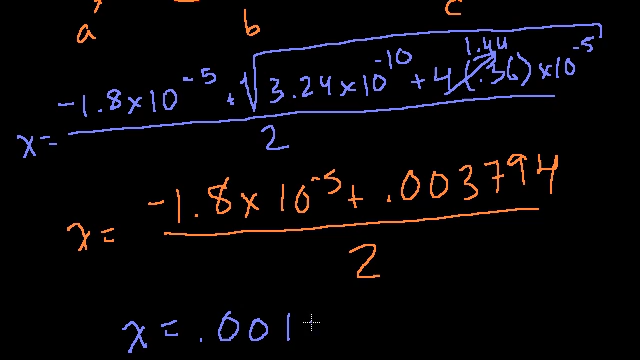 a b c
x = (-1.8x10^-5 + √(3.24x10^-10 + 4(.36)x10^-5)) / 2
1.44
x = (-1.8x10^-5 + .003794) / 2
x = .001